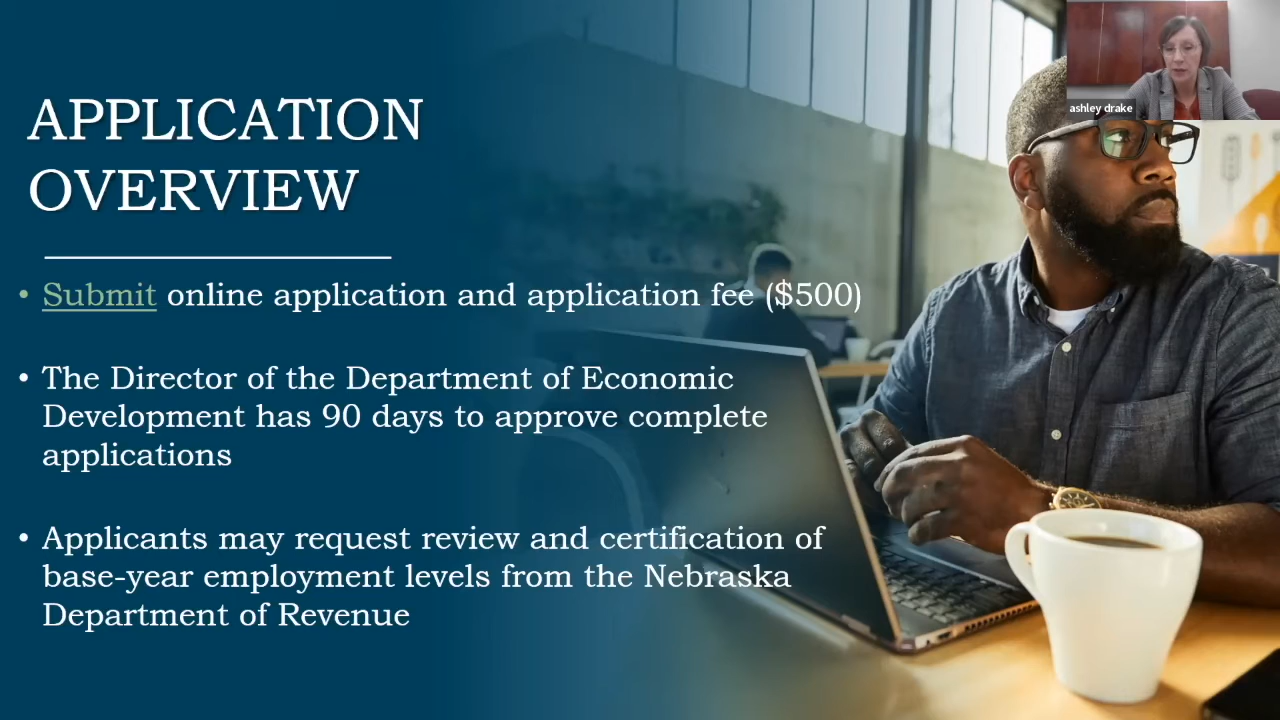 ashley drake
APPLICATION
OVERVIEW
• Submit online application and application fee ($500)
• The Director of the Department of Economic
Development has 90 days to approve complete
applications
• Applicants may request review and certification of
base-year employment levels from the Nebraska
Department of Revenue